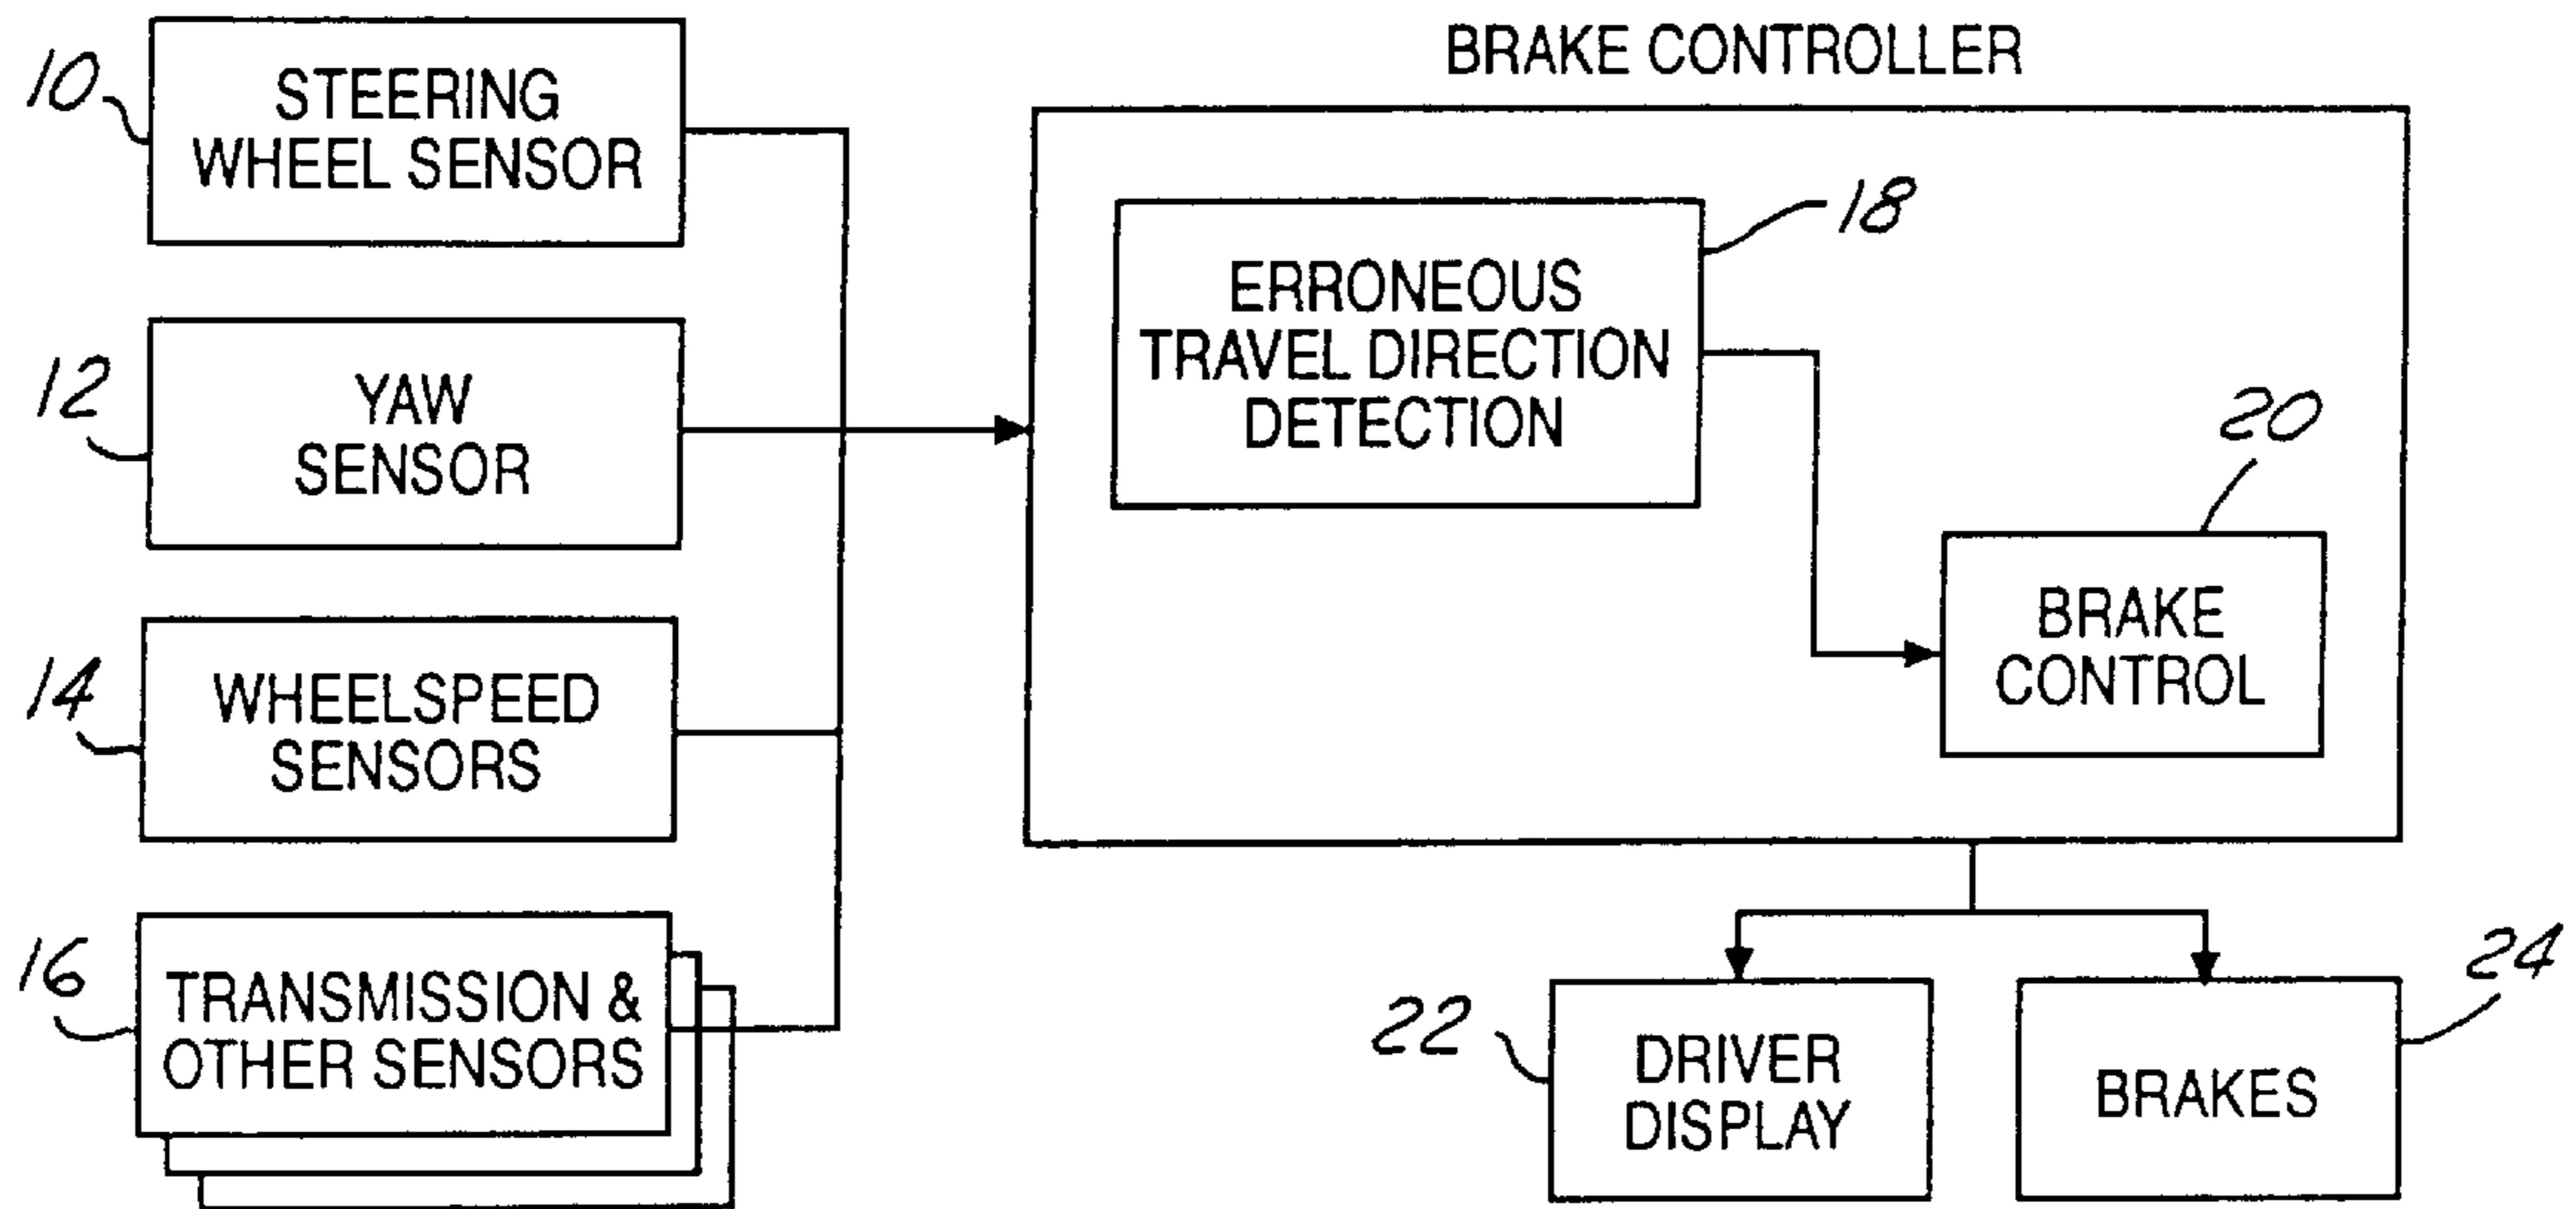 10
STEERING
WHEEL SENSOR
12
YAW
SENSOR
14
WHEELSPEED
SENSORS
16
TRANSMISSION &
OTHER SENSORS
BRAKE CONTROLLER
18
ERRONEOUS
TRAVEL DIRECTION
DETECTION
20
BRAKE
CONTROL
22
DRIVER
DISPLAY
24
BRAKES